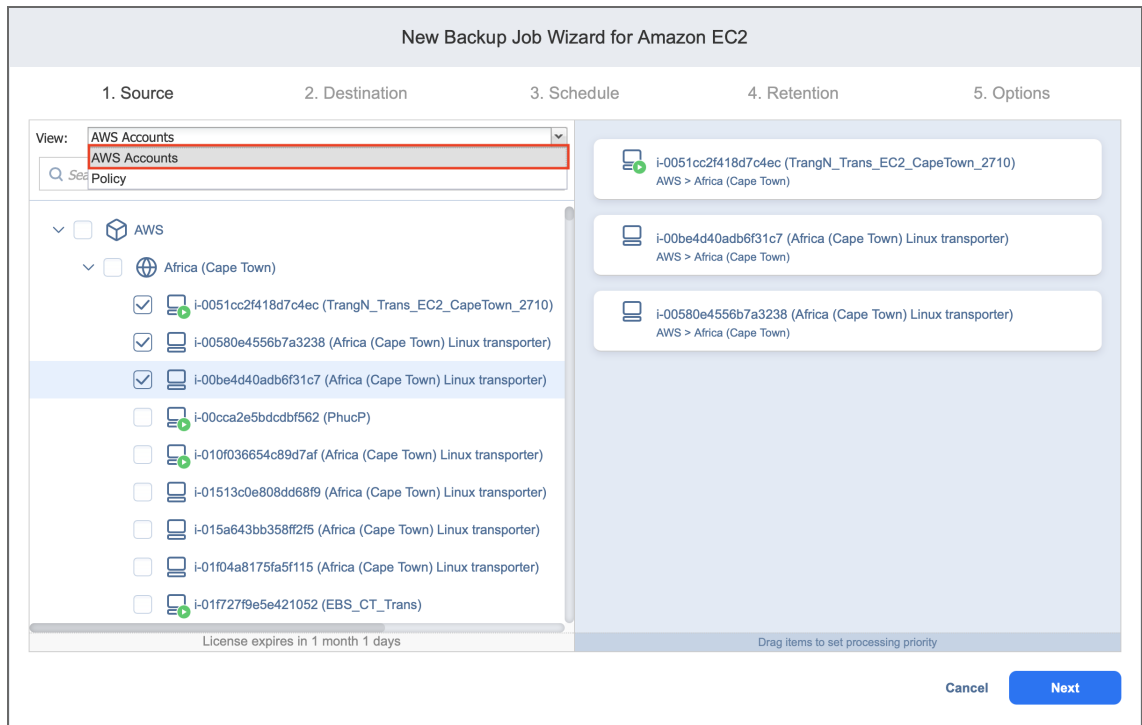 New Backup Job Wizard for Amazon EC2
1. Source
2. Destination
3. Schedule
4. Retention
5. Options
View:
AWS Accounts
AWS Accounts
Policy
AWS
Africa (Cape Town)
i-0051cc2f418d7c4ec (TrangN_Trans_EC2_CapeTown_2710)
i-00580e4556b7a3238 (Africa (Cape Town) Linux transporter)
i-00be4d40adb6f31c7 (Africa (Cape Town) Linux transporter)
i-00cca2e5bdcdbf562 (PhucP)
i-010f036654c89d7af (Africa (Cape Town) Linux transporter)
i-01513c0e808dd68f9 (Africa (Cape Town) Linux transporter)
i-015a643bb358ff2f5 (Africa (Cape Town) Linux transporter)
i-01f04a8175fa5f115 (Africa (Cape Town) Linux transporter)
i-01f727f9e5e421052 (EBS_CT_Trans)
License expires in 1 month 1 days
i-0051cc2f418d7c4ec (TrangN_Trans_EC2_CapeTown_2710)
AWS > Africa (Cape Town)
i-00be4d40adb6f31c7 (Africa (Cape Town) Linux transporter)
AWS > Africa (Cape Town)
i-00580e4556b7a3238 (Africa (Cape Town) Linux transporter)
AWS > Africa (Cape Town)
Drag items to set processing priority
Cancel
Next